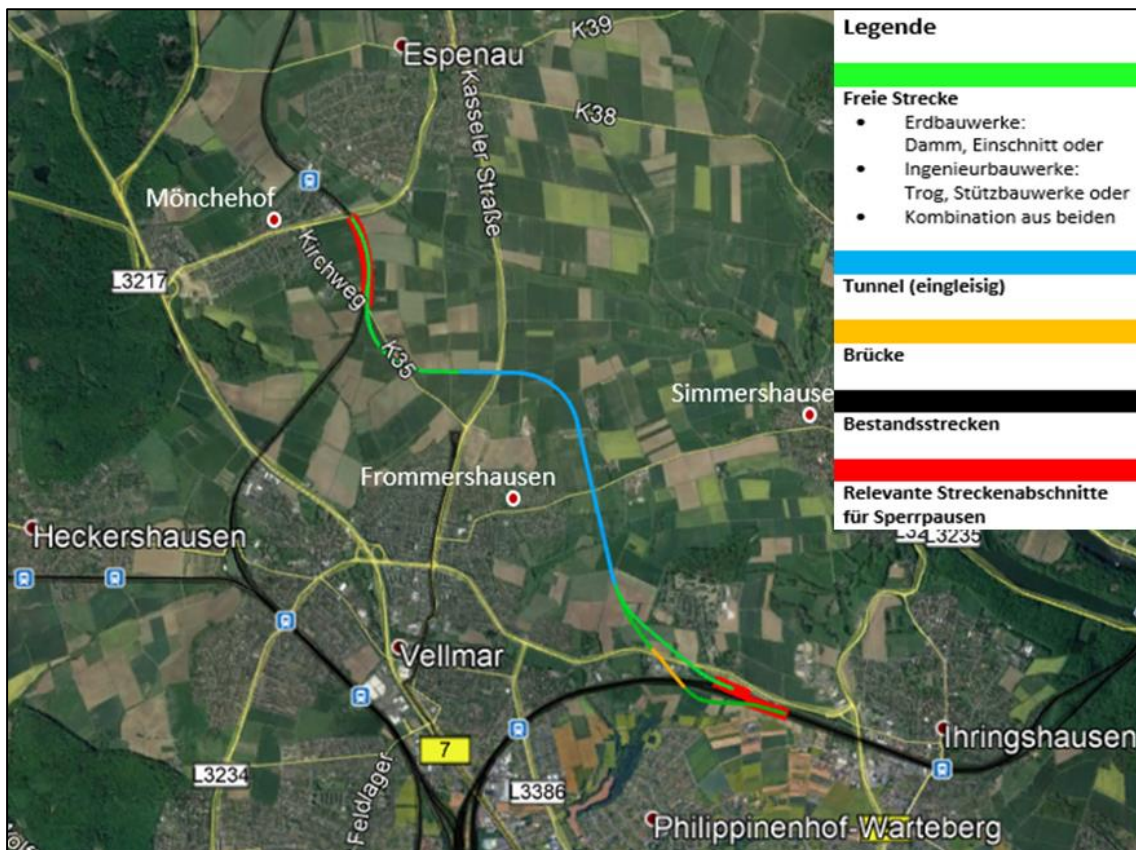 Legende
Freie Strecke
• Erdbauwerke:
Damm, Einschnitt oder
• Ingenieurbauwerke:
Trog, Stützbauwerke oder
• Kombination aus beiden
Tunnel (eingleisig)
Brücke
Bestandsstrecken
Relevante Streckenabschnitte
für Sperrpausen
K39
Espenau
Kasseler Straße
K38
Mönchehof
Kirchweg
L3217
K35
Simmershause
Frommershausen
Heckershausen
L3235
Vellmar
7
Ihringshausen
L3234
Feldlager
L3386
Philippinenhof-Warteberg